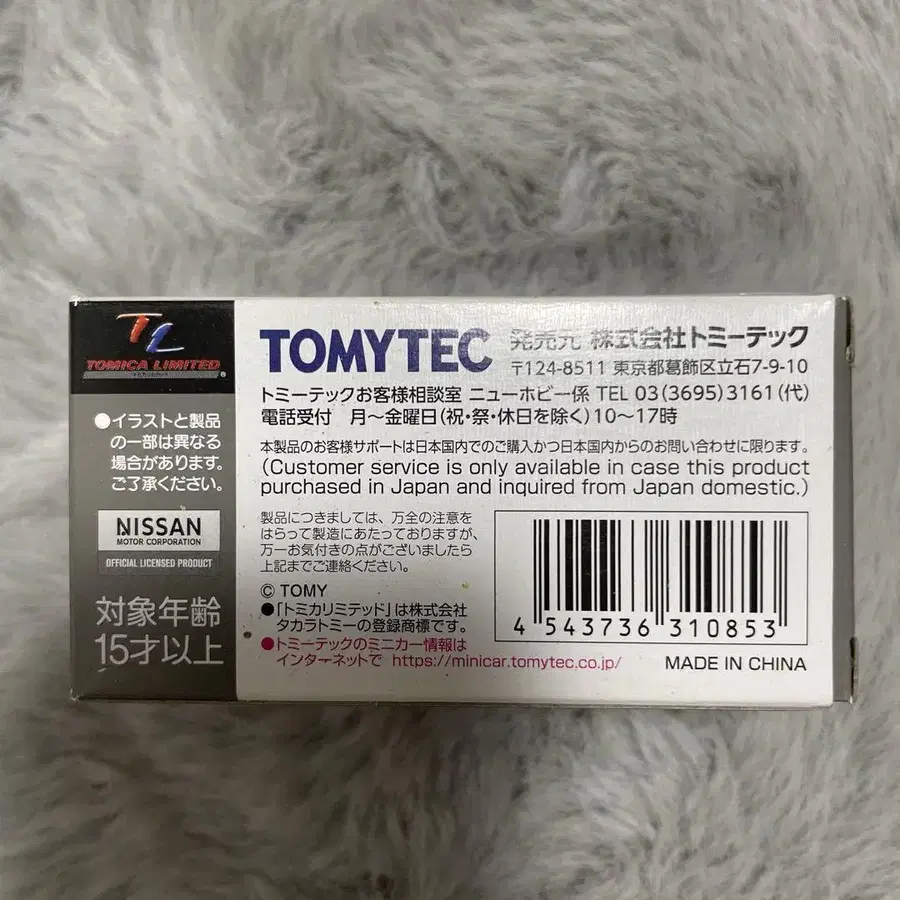 TL
TOMICA LIMITED
トミカリミテッド
●イラストと製品
の一部は異なる
場合があります。
ご了承ください。
NISSAN
MOTOR CORPORATION
OFFICIAL LICENSED PRODUCT
対象年齢
15才以上
TOMYTEC 発売元 株式会社トミーテック
〒124-8511 東京都葛飾区立石7-9-10
トミーテックお客様相談室 ニューホビー係 TEL 03(3695)3161(代)
電話受付 月〜金曜日(祝・祭・休日を除く)10〜17時
本製品のお客様サポートは日本国内でのご購入かつ日本国内からのお問い合わせに限ります。
(Customer service is only available in case this product
purchased in Japan and inquired from Japan domestic.)
製品につきましては、万全の注意を
はらって製造にあたっておりますが、
万一お気付きの点がございましたら
上記までご連絡ください。
© TOMY
●「トミカリミテッド」は株式会社
タカラトミーの登録商標です。
●トミーテックのミニカー情報は
インターネットで https://minicar.tomytec.co.jp/
4 543736 310853
MADE IN CHINA